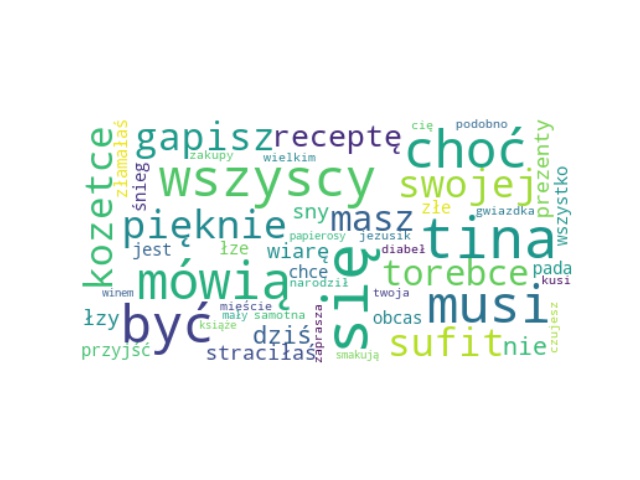 cię podobno
gapisz receptę choć
zakupy wielkim
kozetce złamałaś śnieg wszyscy swojej prezenty wszystko
sny masz złe gwiazdka
pięknie papierosy jezusik tina
jest łże wiarę się diabeł
mówią chcę narodził torebce pada kusi
winem twoja musi
być mieście
łzy mały samotna obcas
książe dziś zaprasza
przyjść straciłaś smakują sufit nie czujesz